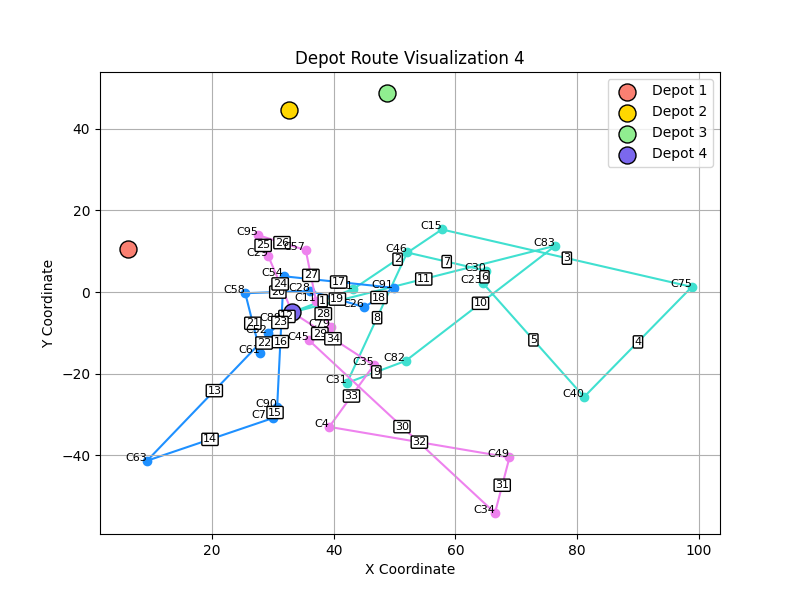 Depot Route Visualization 4
Depot 1
Depot 2
Depot 3
Depot 4
Y Coordinate
X Coordinate
40
20
0
−20
−40
20
40
60
80
100
C95
25
26
C57
C29
C15
C46
2
7
C83
3
C75
C54
24
27
17
C91
C30
6
C23
11
C58
20
C28
C11
1
19
18
C26
10
21
23
12
28
8
C52
C79
29
34
22
16
C45
C61
5
4
C35
C82
9
C31
13
33
C40
C90
C7
15
14
C4
30
32
C63
C49
31
C34